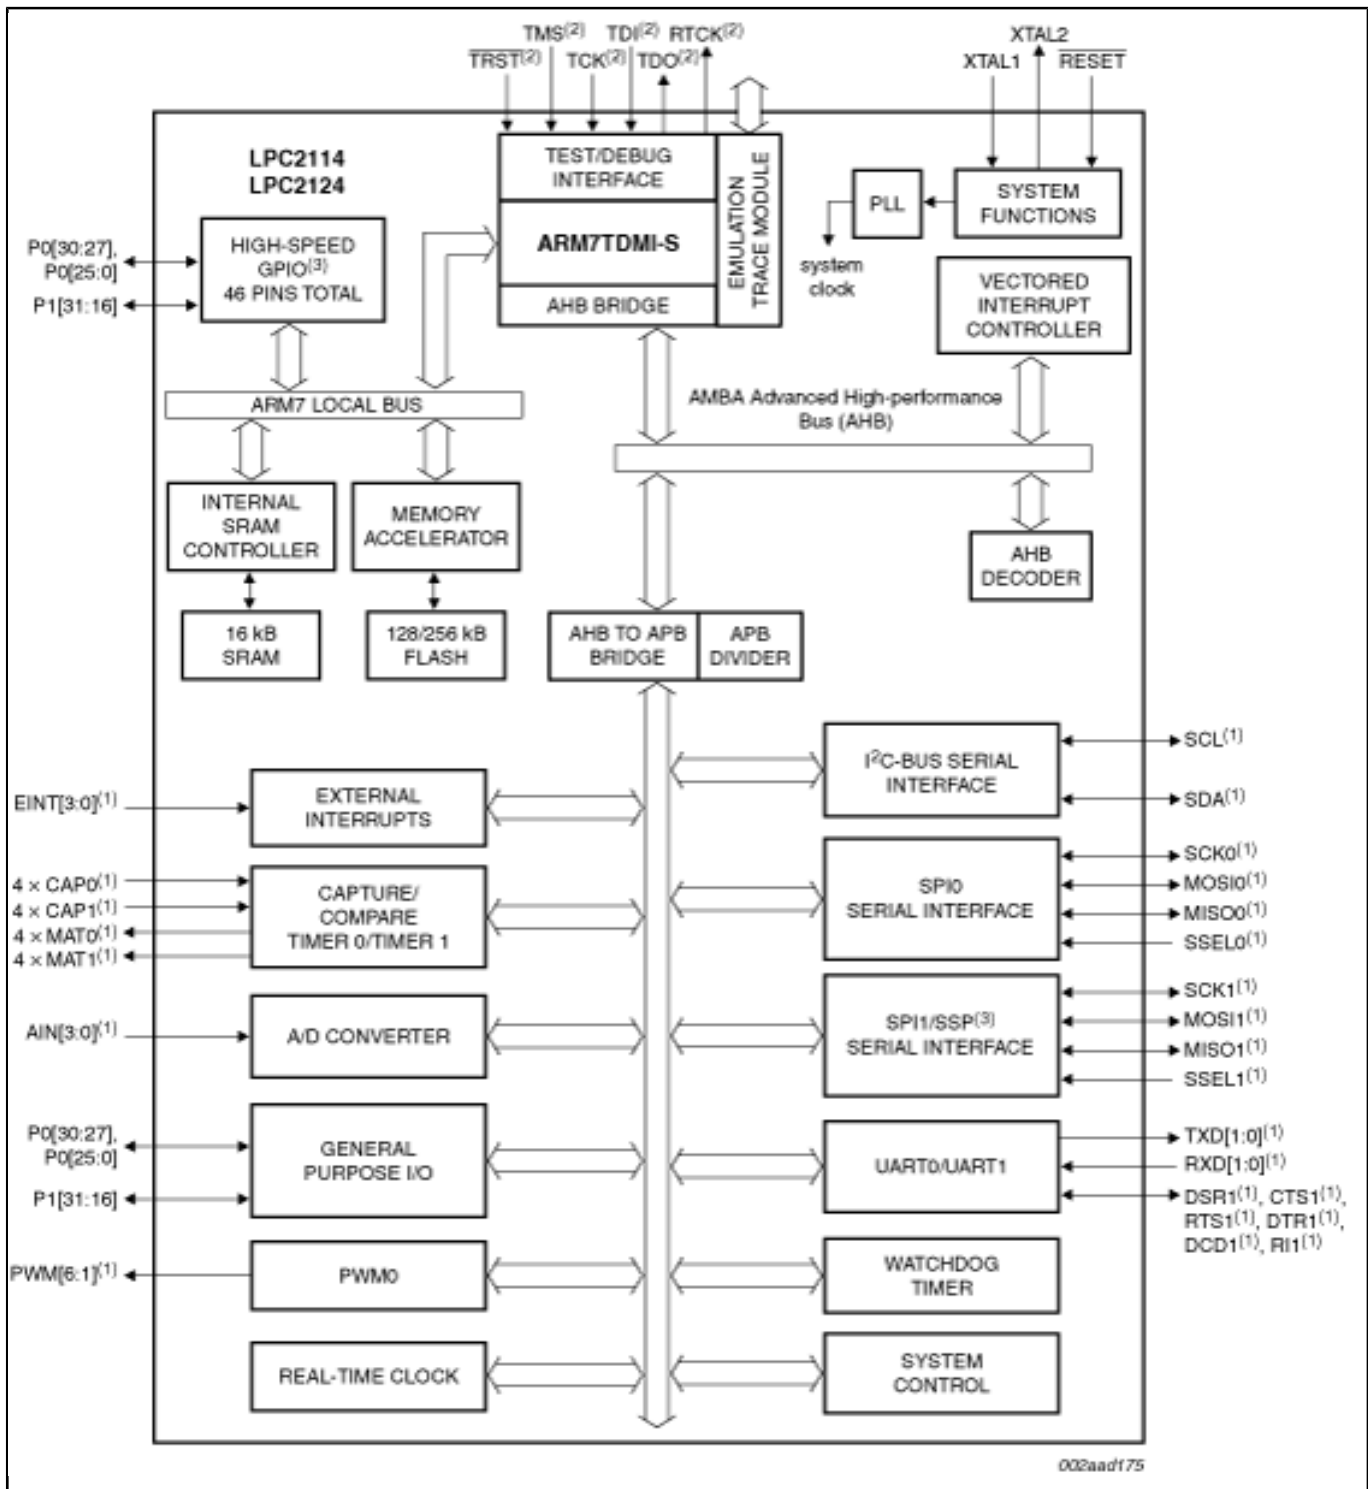 TMS(2) TDI(2) RTCK(2)
TRST(2) TCK(2) TDO(2)
XTAL2
XTAL1 RESET
LPC2114
LPC2124
TEST/DEBUG
INTERFACE
ARM7TDMI-S
AHB BRIDGE
EMULATION
TRACE MODULE
PLL
SYSTEM
FUNCTIONS
system
clock
P0[30:27],
P0[25:0]
P1[31:16]
HIGH-SPEED
GPIO(3)
46 PINS TOTAL
VECTORED
INTERRUPT
CONTROLLER
ARM7 LOCAL BUS
AMBA Advanced High-performance
Bus (AHB)
INTERNAL
SRAM
CONTROLLER
MEMORY
ACCELERATOR
AHB
DECODER
16 kB
SRAM
128/256 kB
FLASH
AHB TO APB
BRIDGE
APB
DIVIDER
EINT[3:0](1)
EXTERNAL
INTERRUPTS
I2C-BUS SERIAL
INTERFACE
SCL(1)
SDA(1)
4 × CAP0(1)
4 × CAP1(1)
4 × MAT0(1)
4 × MAT1(1)
CAPTURE/
COMPARE
TIMER 0/TIMER 1
SPI0
SERIAL INTERFACE
SCK0(1)
MOSI0(1)
MISO0(1)
SSEL0(1)
AIN[3:0](1)
A/D CONVERTER
SPI1/SSP(3)
SERIAL INTERFACE
SCK1(1)
MOSI1(1)
MISO1(1)
SSEL1(1)
P0[30:27],
P0[25:0]
P1[31:16]
GENERAL
PURPOSE I/O
UART0/UART1
TXD[1:0](1)
RXD[1:0](1)
DSR1(1), CTS1(1),
RTS1(1), DTR1(1),
DCD1(1), RI1(1)
PWM[6:1](1)
PWM0
WATCHDOG
TIMER
REAL-TIME CLOCK
SYSTEM
CONTROL
002aad175